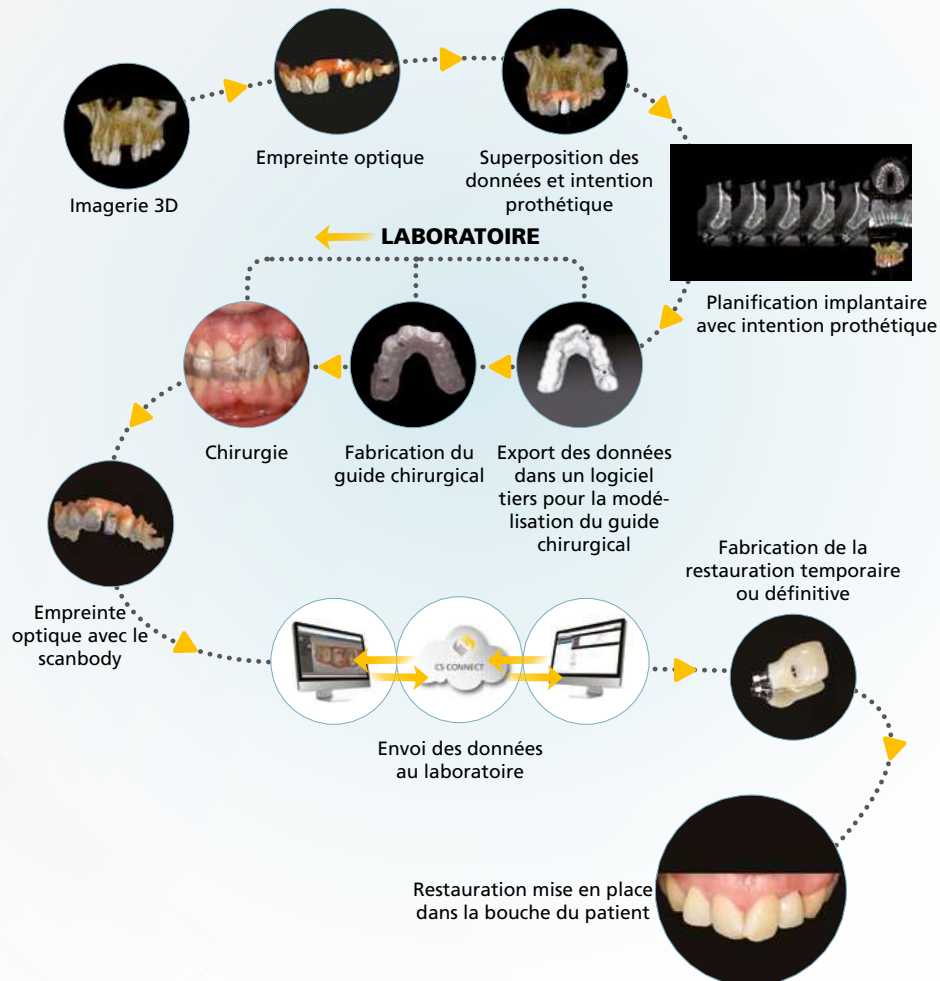 Imagerie 3D
Empreinte optique
Superposition des
données et intention
prothétique
Planification implantaire
avec intention prothétique
LABORATOIRE
Export des données
dans un logiciel
tiers pour la modé-
lisation du guide
chirurgical
Fabrication du
guide chirurgical
Chirurgie
Empreinte
optique avec le
scanbody
CS CONNECT
Envoi des données
au laboratoire
Fabrication de la
restauration temporaire
ou définitive
Restauration mise en place
dans la bouche du patient